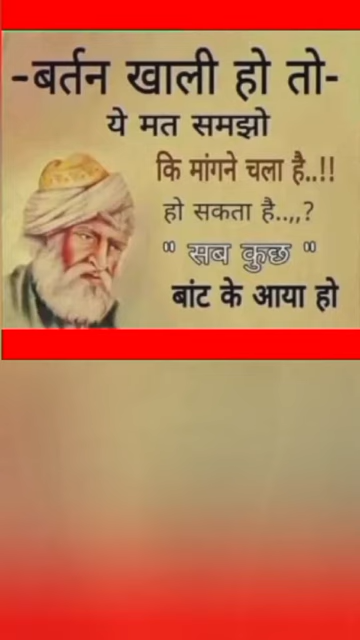 -बर्तन खाली हो तो-
ये मत समझो
कि मांगने चला है..!!
हो सकता है..,,?
" सब कुछ "
बांट के आया हो